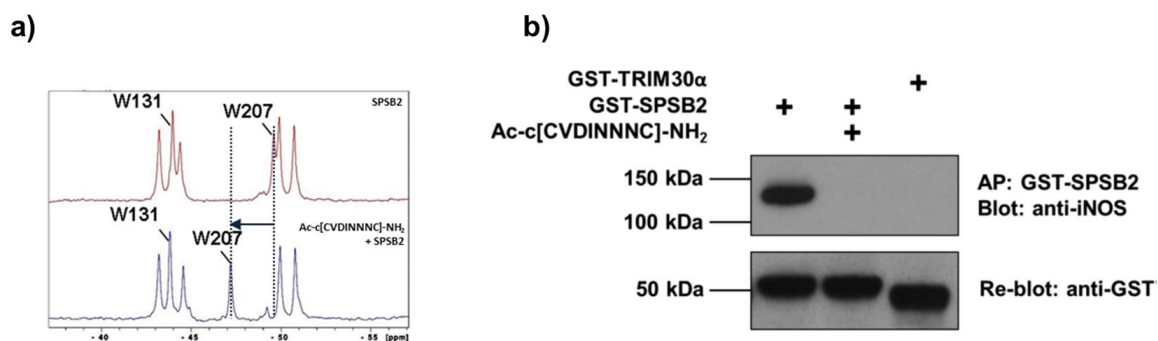 a)
W131
W207
SPSB2
W131
W207
Ac-c[CVDINNNC]-NH₂
+ SPSB2
- 40
- 45
- 50
- 55
[ppm]
b)
GST-TRIM30α +
GST-SPSB2 + +
Ac-c[CVDINNNC]-NH₂ +
150 kDa
100 kDa
AP: GST-SPSB2
Blot: anti-iNOS
50 kDa
Re-blot: anti-GST